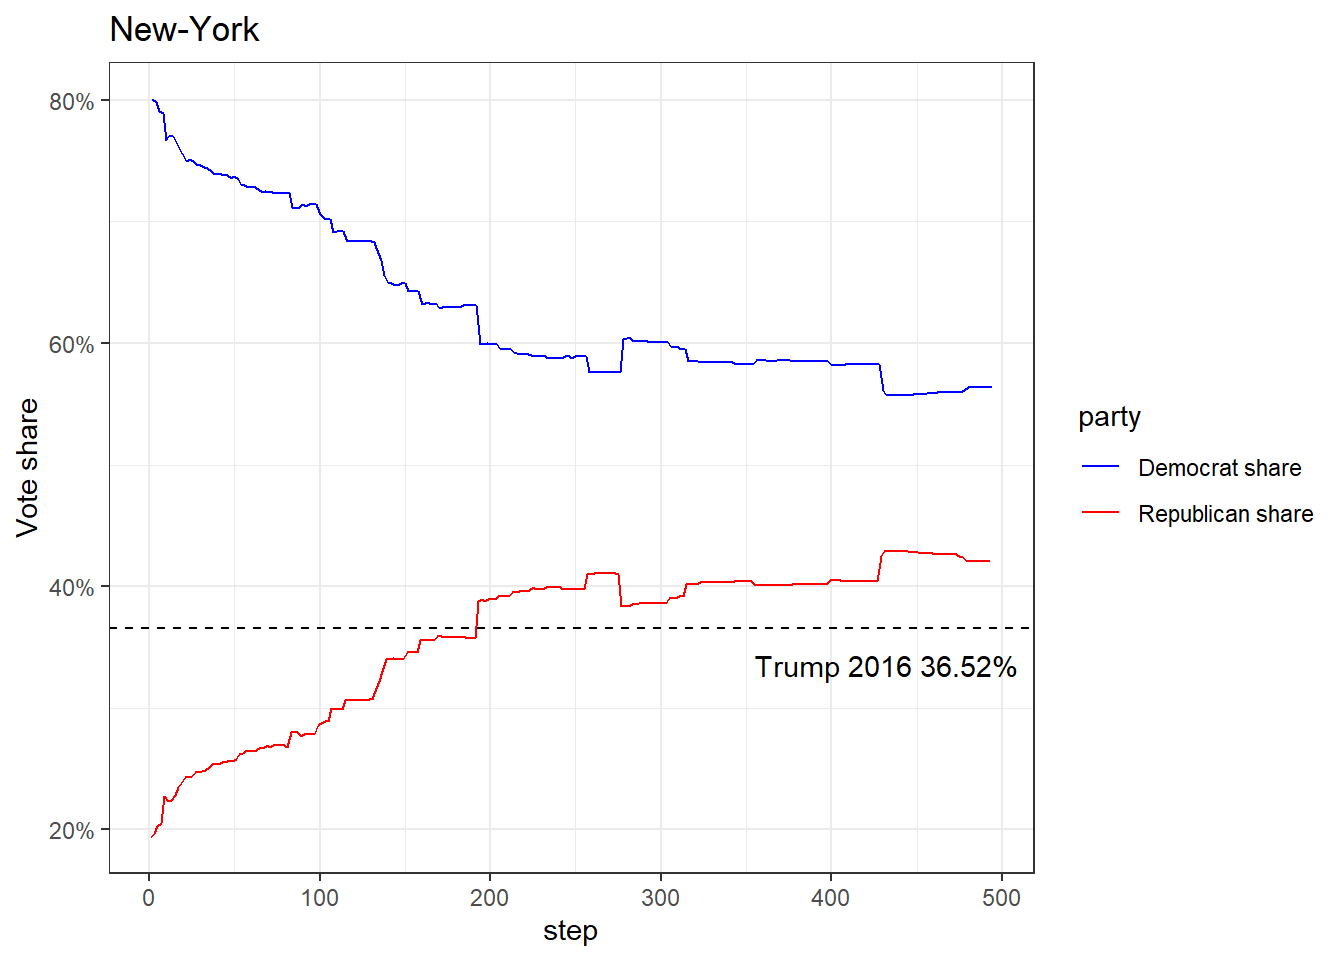 New-York
Vote share
80%
60%
40%
20%
Trump 2016 36.52%
0 100 200 300 400 500
step
party
Democrat share
Republican share